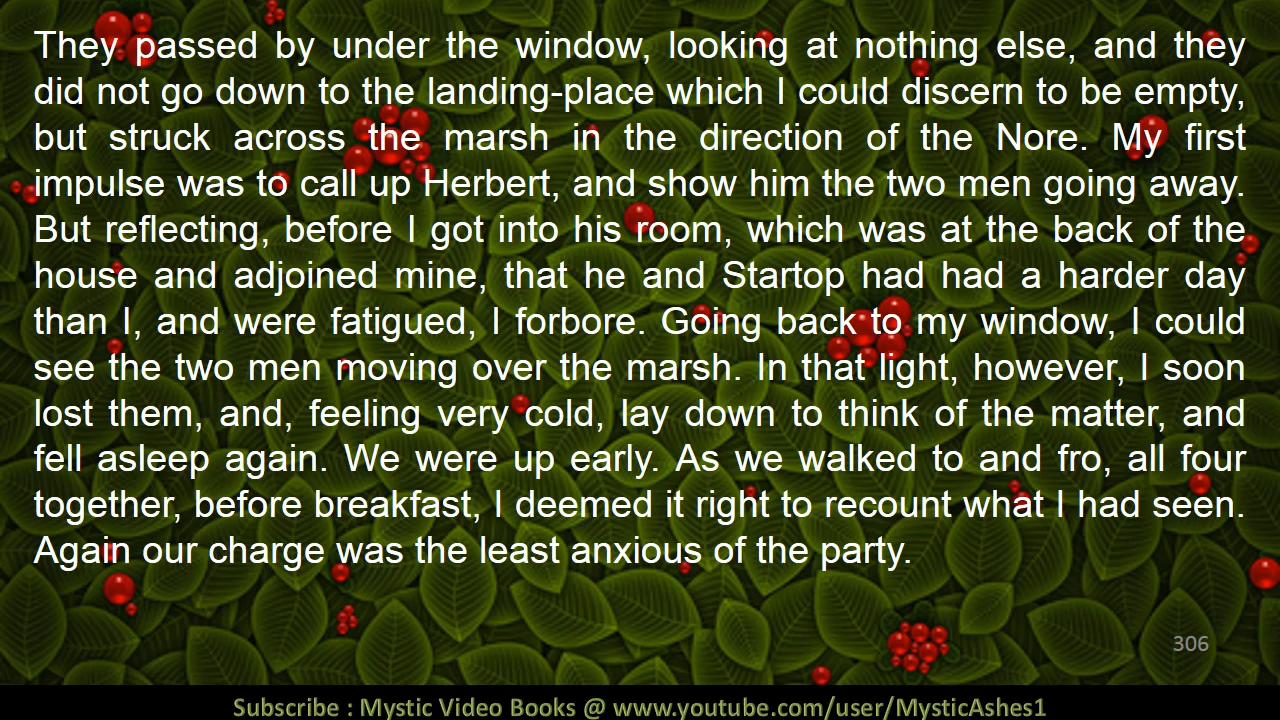 They passed by under the window, looking at nothing else, and they
did not go down to the landing-place which I could discern to be empty,
but struck across the marsh in the direction of the Nore. My first
impulse was to call up Herbert, and show him the two men going away.
But reflecting, before I got into his room, which was at the back of the
house and adjoined mine, that he and Startop had had a harder day
than I, and were fatigued, I forbore. Going back to my window, I could
see the two men moving over the marsh. In that light, however, I soon
lost them, and, feeling very cold, lay down to think of the matter, and
fell asleep again. We were up early. As we walked to and fro, all four
together, before breakfast, I deemed it right to recount what I had seen.
Again our charge was the least anxious of the party.
306
Subscribe : Mystic Video Books @ www.youtube.com/user/MysticAshes1